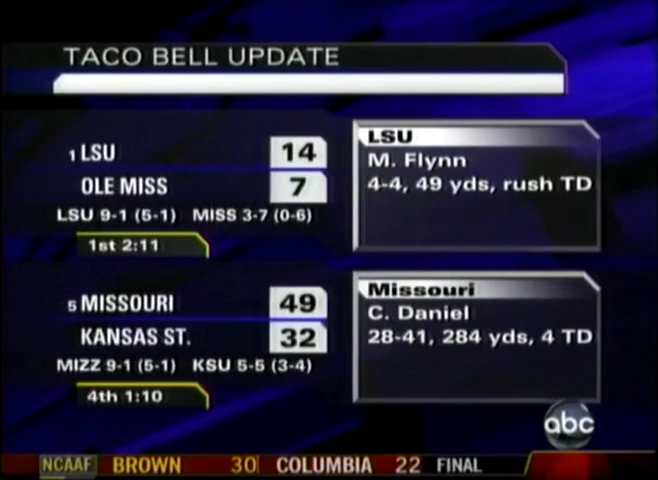 TACO BELL UPDATE
1 LSU 14
OLE MISS 7
LSU 9-1 (5-1) MISS 3-7 (0-6)
1st 2:11
LSU
M. Flynn
4-4, 49 yds, rush TD
5 MISSOURI 49
KANSAS ST. 32
MIZZ 9-1 (5-1) KSU 5-5 (3-4)
4th 1:10
Missouri
C. Daniel
28-41, 284 yds, 4 TD
abc
NCAAF BROWN 30 COLUMBIA 22 FINAL